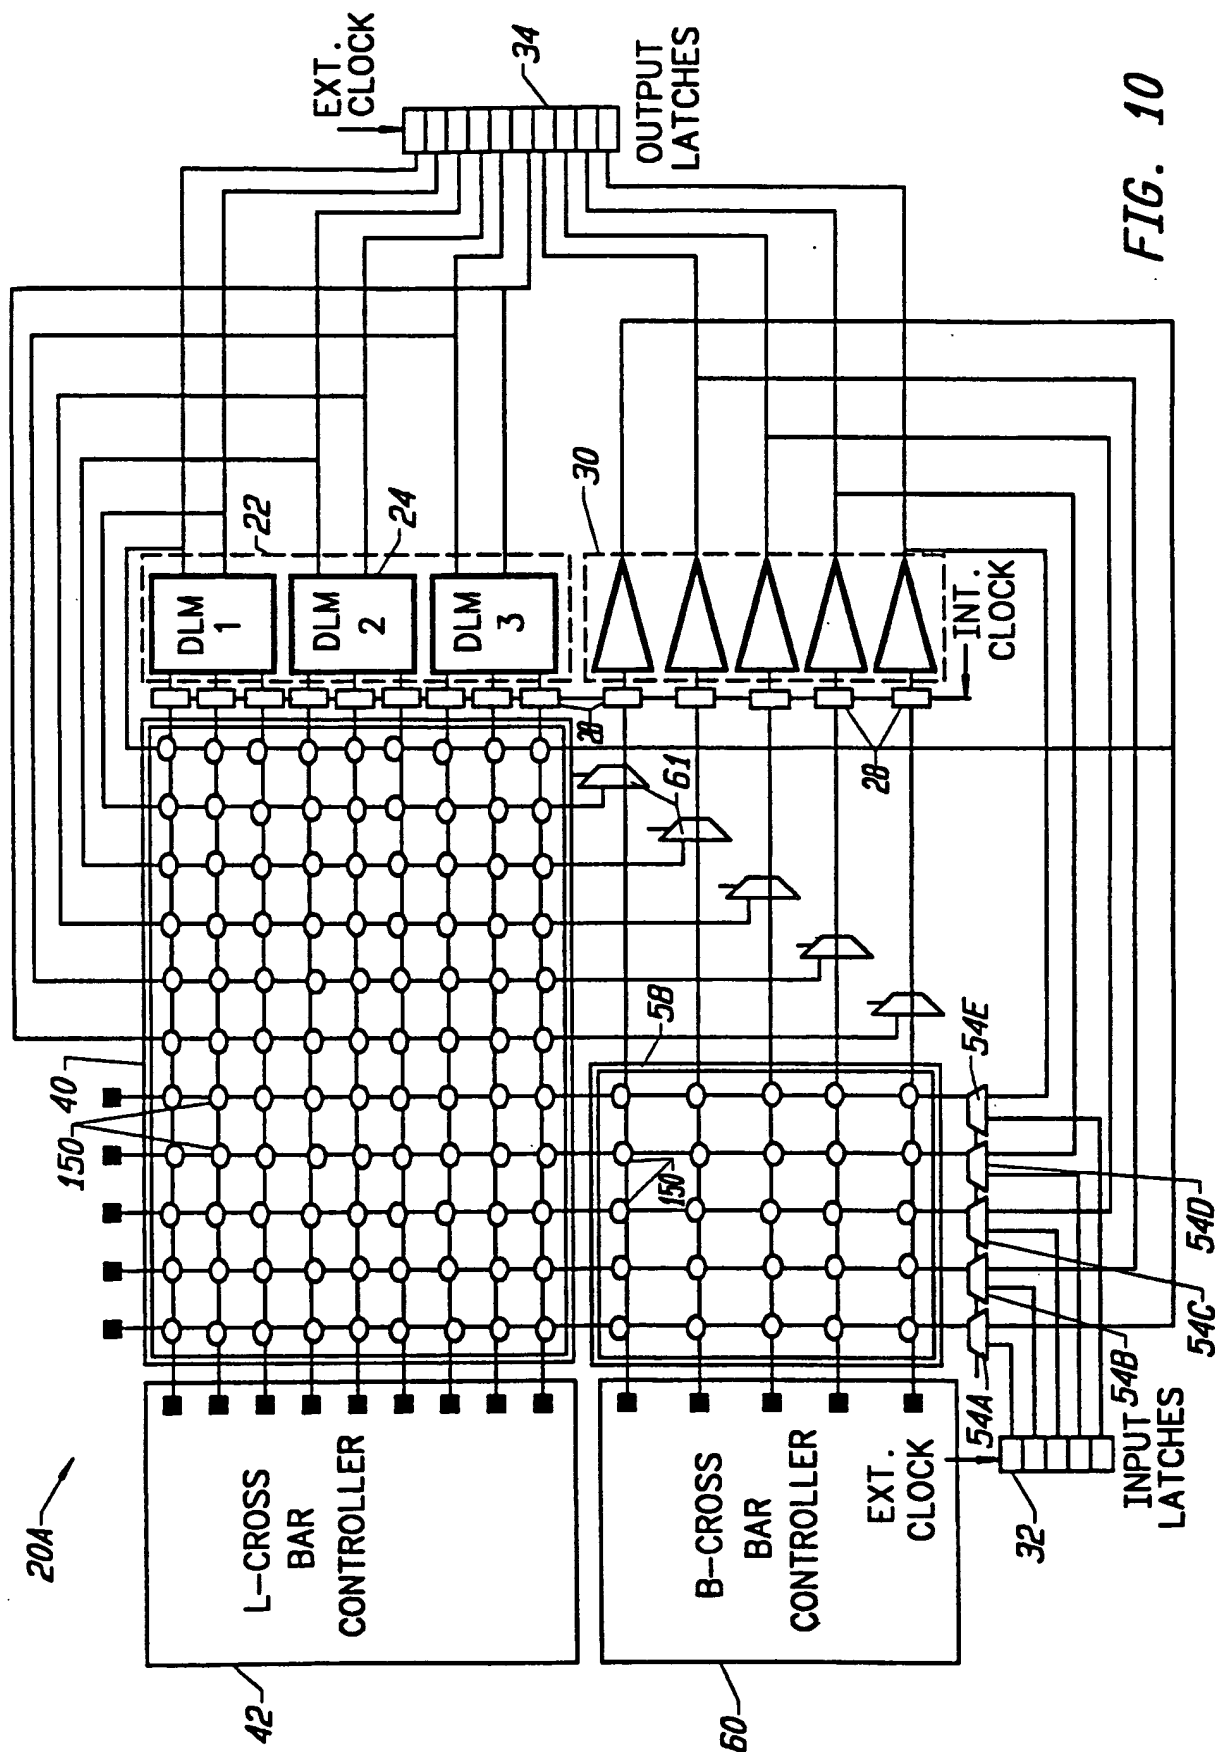 20A
42
L-CROSS
BAR
CONTROLLER
60
B-CROSS
BAR
CONTROLLER
EXT.
CLOCK
32
INPUT
LATCHES
150
40
150
58
54A
54B
54C
54D
54E
61
28
28
INT.
CLOCK
22
DLM
1
DLM
2
DLM
3
24
30
EXT.
CLOCK
34
OUTPUT
LATCHES
FIG. 10